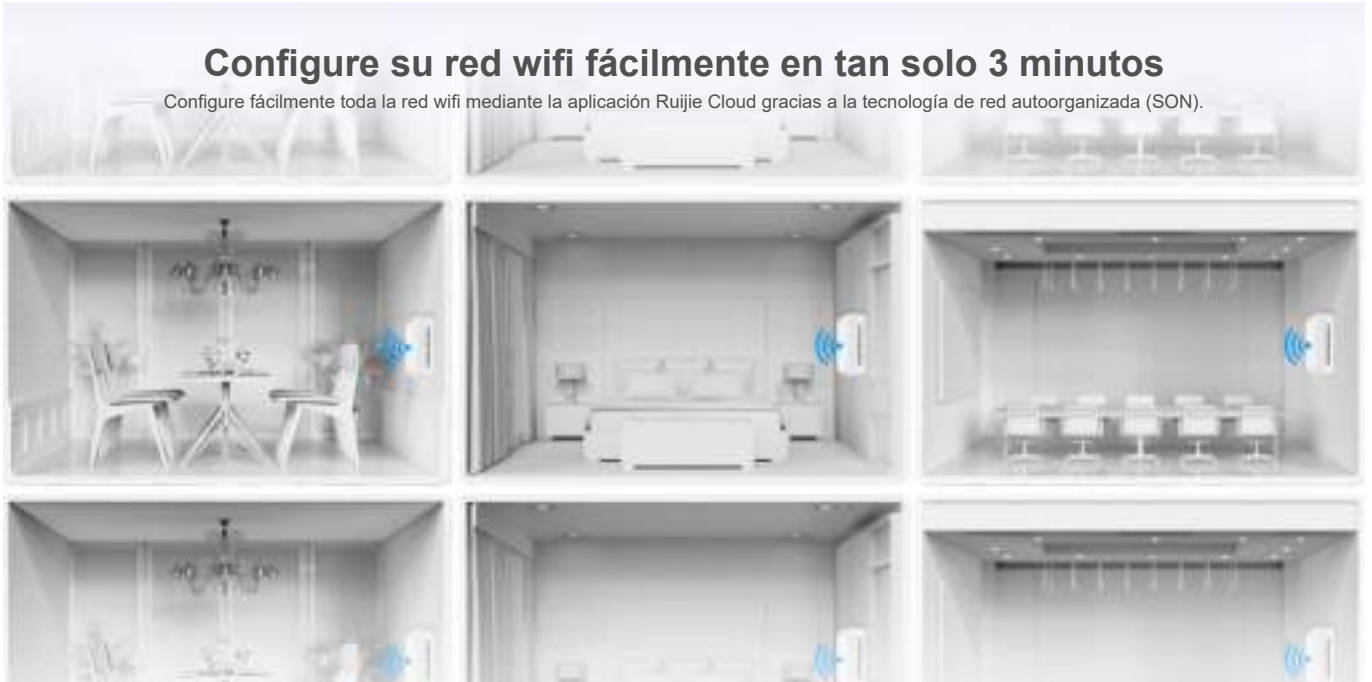 Configure su red wifi fácilmente en tan solo 3 minutos
Configure fácilmente toda la red wifi mediante la aplicación Ruijie Cloud gracias a la tecnología de red autoorganizada (SON).